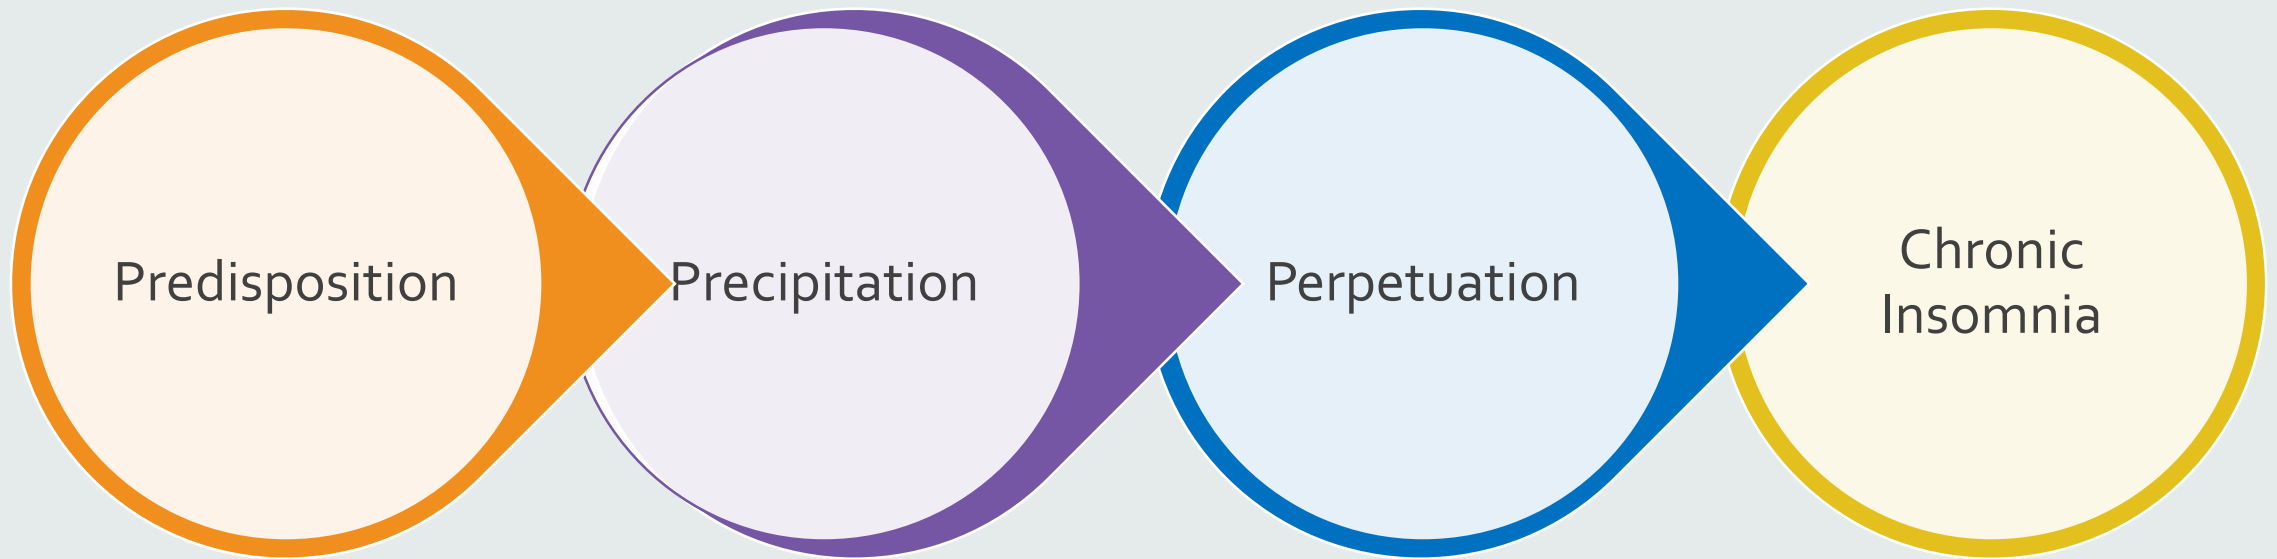 Predisposition
Precipitation
Perpetuation
Chronic
Insomnia